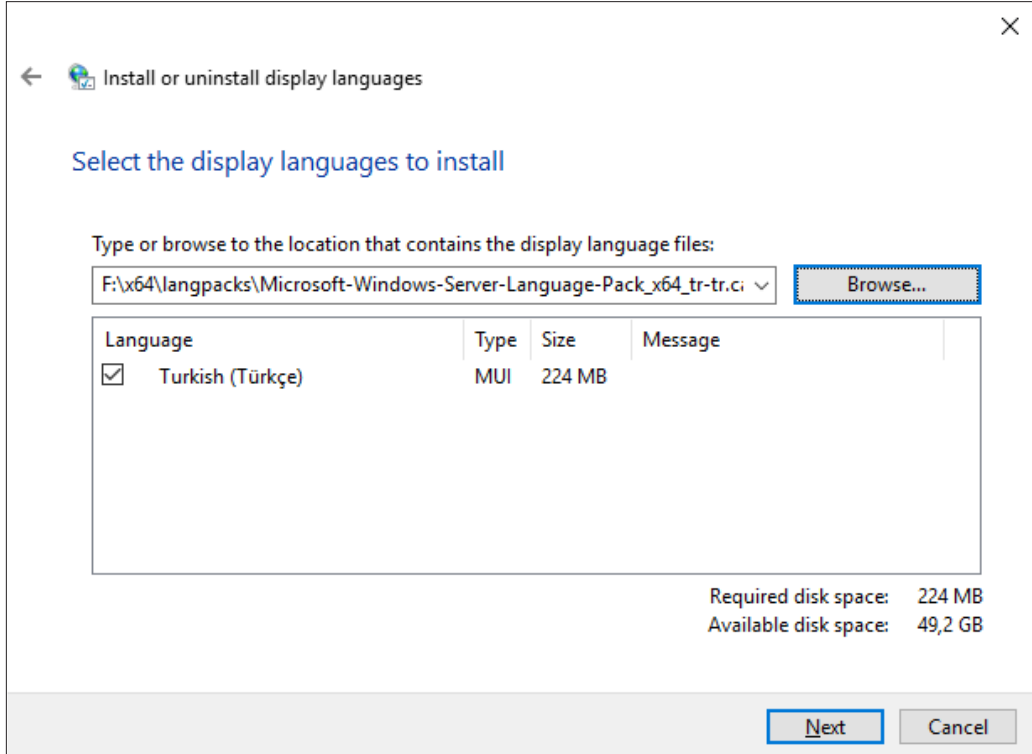 Install or uninstall display languages
Select the display languages to install
Type or browse to the location that contains the display language files:
F:\x64\langpacks\Microsoft-Windows-Server-Language-Pack_x64_tr-tr.ca Browse...
Language Type Size Message
Turkish (Türkçe) MUI 224 MB
Required disk space: 224 MB
Available disk space: 49,2 GB
Next Cancel